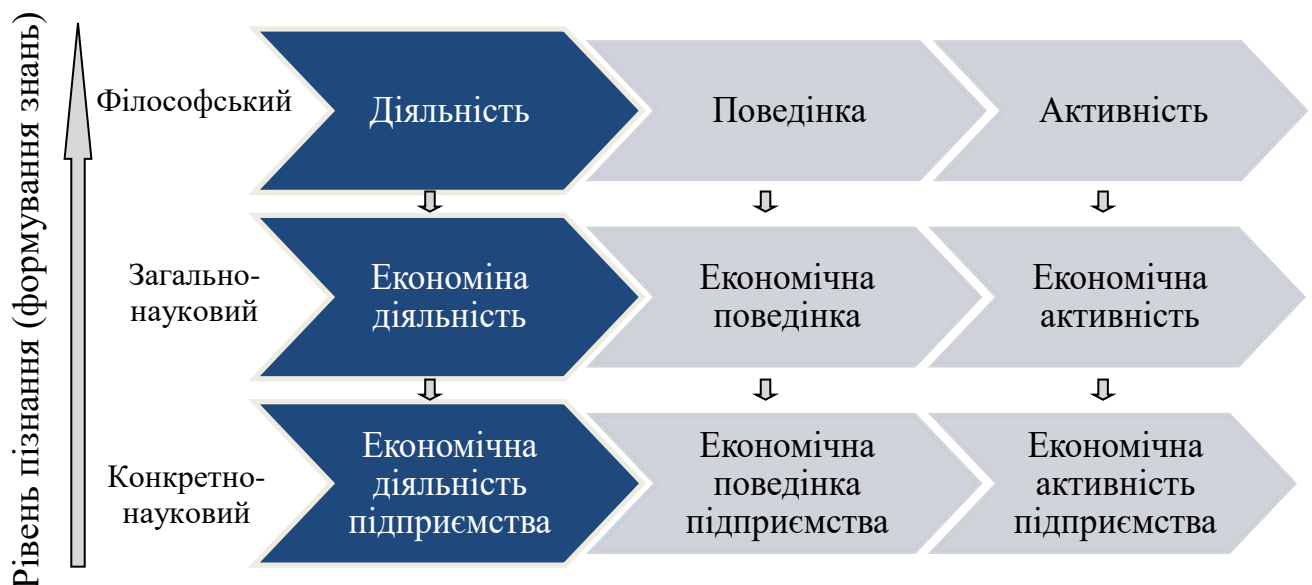 Рівень пізнання (формування знань)
Філософський
Діяльність
Поведінка
Активність
Загально-
науковий
Економіна
діяльність
Економічна
поведінка
Економічна
активність
Конкретно-
науковий
Економічна
діяльність
підприємства
Економічна
поведінка
підприємства
Економічна
активність
підприємства